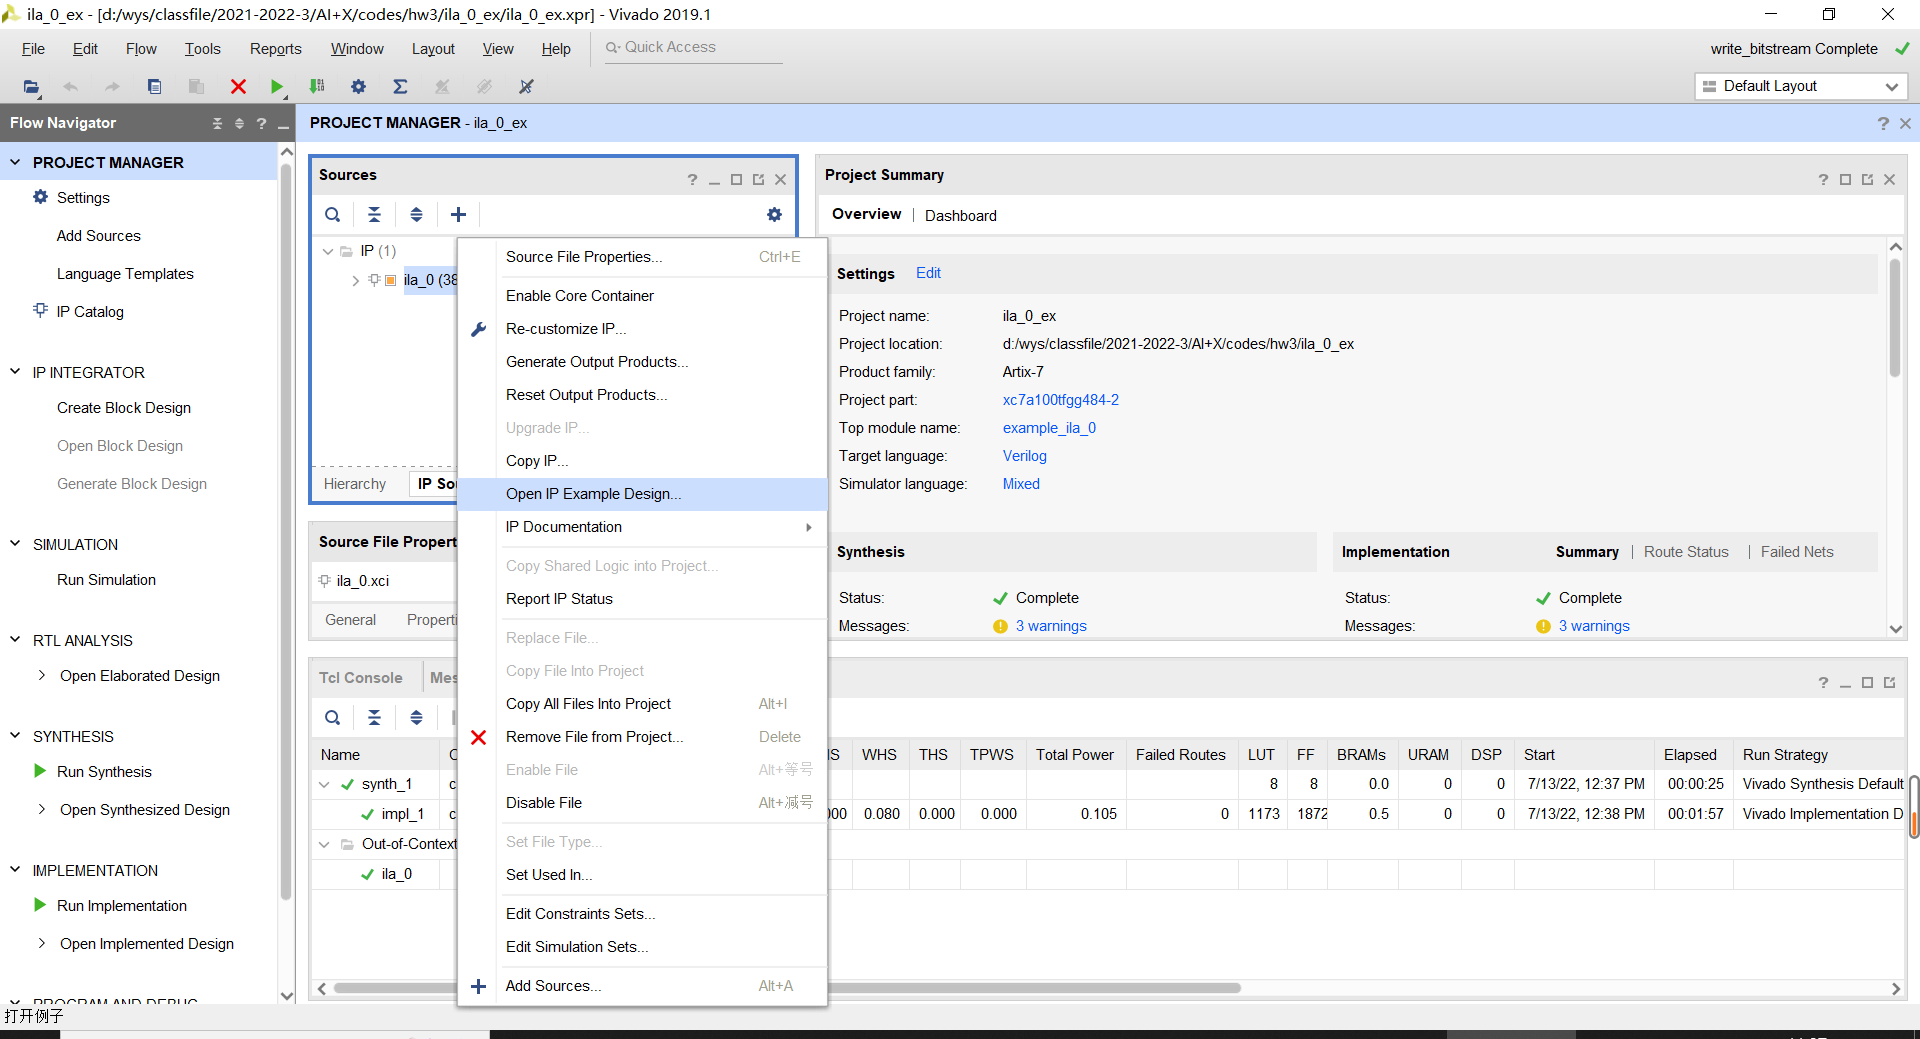 ila_0_ex - [d:/wys/classfile/2021-2022-3/AI+X/codes/hw3/ila_0_ex/ila_0_ex.xpr] - Vivado 2019.1
File Edit Flow Tools Reports Window Layout View Help Quick Access
write_bitstream Complete
Default Layout
Flow Navigator
PROJECT MANAGER
Settings
Add Sources
Language Templates
IP Catalog
IP INTEGRATOR
Create Block Design
Open Block Design
Generate Block Design
SIMULATION
Run Simulation
RTL ANALYSIS
Open Elaborated Design
SYNTHESIS
Run Synthesis
Open Synthesized Design
IMPLEMENTATION
Run Implementation
Open Implemented Design
PROGRAM AND DEBUG
打开例子
PROJECT MANAGER - ila_0_ex
Sources
IP (1)
ila_0 (38
Hierarchy IP So
Source File Propert
ila_0.xci
General Properti
Source File Properties... Ctrl+E
Enable Core Container
Re-customize IP...
Generate Output Products...
Reset Output Products...
Upgrade IP...
Copy IP...
Open IP Example Design...
IP Documentation
Copy Shared Logic into Project...
Report IP Status
Replace File...
Copy File Into Project
Copy All Files Into Project Alt+I
Remove File from Project... Delete
Enable File Alt+等号
Disable File Alt+减号
Set File Type...
Set Used In...
Edit Constraints Sets...
Edit Simulation Sets...
Add Sources... Alt+A
Project Summary
Overview | Dashboard
Settings Edit
Project name: ila_0_ex
Project location: d:/wys/classfile/2021-2022-3/AI+X/codes/hw3/ila_0_ex
Product family: Artix-7
Project part: xc7a100tfgg484-2
Top module name: example_ila_0
Target language: Verilog
Simulator language: Mixed
Synthesis
Status: Complete
Messages: 3 warnings
Implementation Summary | Route Status | Failed Nets
Status: Complete
Messages: 3 warnings
Tcl Console Mes
Name C IS WHS THS TPWS Total Power Failed Routes LUT FF BRAMs URAM DSP Start Elapsed Run Strategy
synth_1 c 8 8 0.0 0 0 7/13/22, 12:37 PM 00:00:25 Vivado Synthesis Default
impl_1 c 000 0.080 0.000 0.000 0.105 0 1173 1872 0.5 0 0 7/13/22, 12:38 PM 00:01:57 Vivado Implementation D
Out-of-Context
ila_0